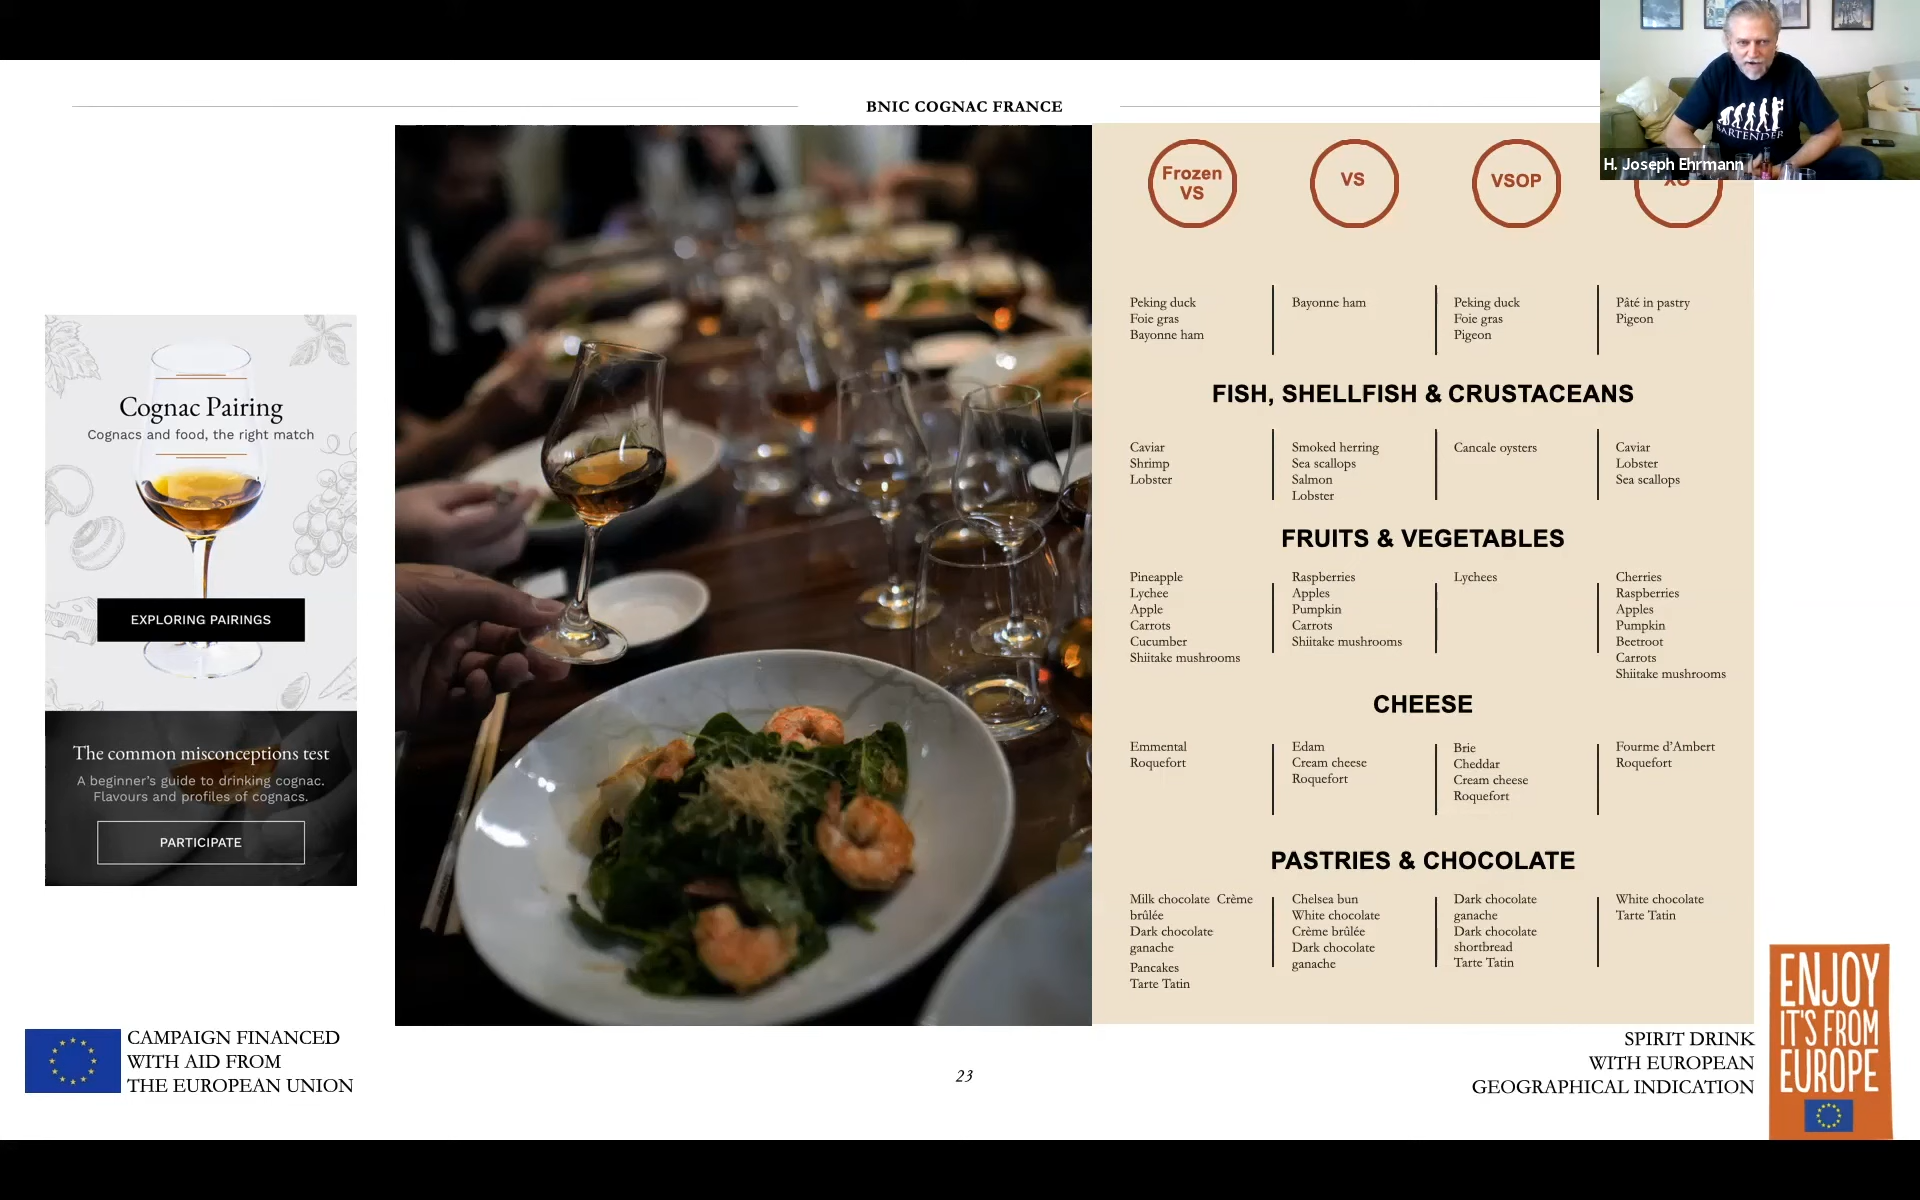 BNIC COGNAC FRANCE
H. Joseph Ehrmann
BARTENDER
Frozen
VS
VS
VSOP
XO
Peking duck
Foie gras
Bayonne ham
Bayonne ham
Peking duck
Foie gras
Pigeon
Pâté in pastry
Pigeon
FISH, SHELLFISH & CRUSTACEANS
Caviar
Shrimp
Lobster
Smoked herring
Sea scallops
Salmon
Lobster
Cancale oysters
Caviar
Lobster
Sea scallops
FRUITS & VEGETABLES
Pineapple
Lychee
Apple
Carrots
Cucumber
Shiitake mushrooms
Raspberries
Apples
Pumpkin
Carrots
Shiitake mushrooms
Lychees
Cherries
Raspberries
Apples
Pumpkin
Beetroot
Carrots
Shiitake mushrooms
CHEESE
Emmental
Roquefort
Edam
Cream cheese
Roquefort
Brie
Cheddar
Cream cheese
Roquefort
Fourme d'Ambert
Roquefort
PASTRIES & CHOCOLATE
Milk chocolate Crème
brûlée
Dark chocolate
ganache
Pancakes
Tarte Tatin
Chelsea bun
White chocolate
Crème brûlée
Dark chocolate
ganache
Dark chocolate
ganache
Dark chocolate
shortbread
Tarte Tatin
White chocolate
Tarte Tatin
Cognac Pairing
Cognacs and food, the right match
EXPLORING PAIRINGS
The common misconceptions test
A beginner's guide to drinking cognac.
Flavours and profiles of cognacs.
PARTICIPATE
CAMPAIGN FINANCED
WITH AID FROM
THE EUROPEAN UNION
23
SPIRIT DRINK
WITH EUROPEAN
GEOGRAPHICAL INDICATION
ENJOY
IT'S FROM
EUROPE